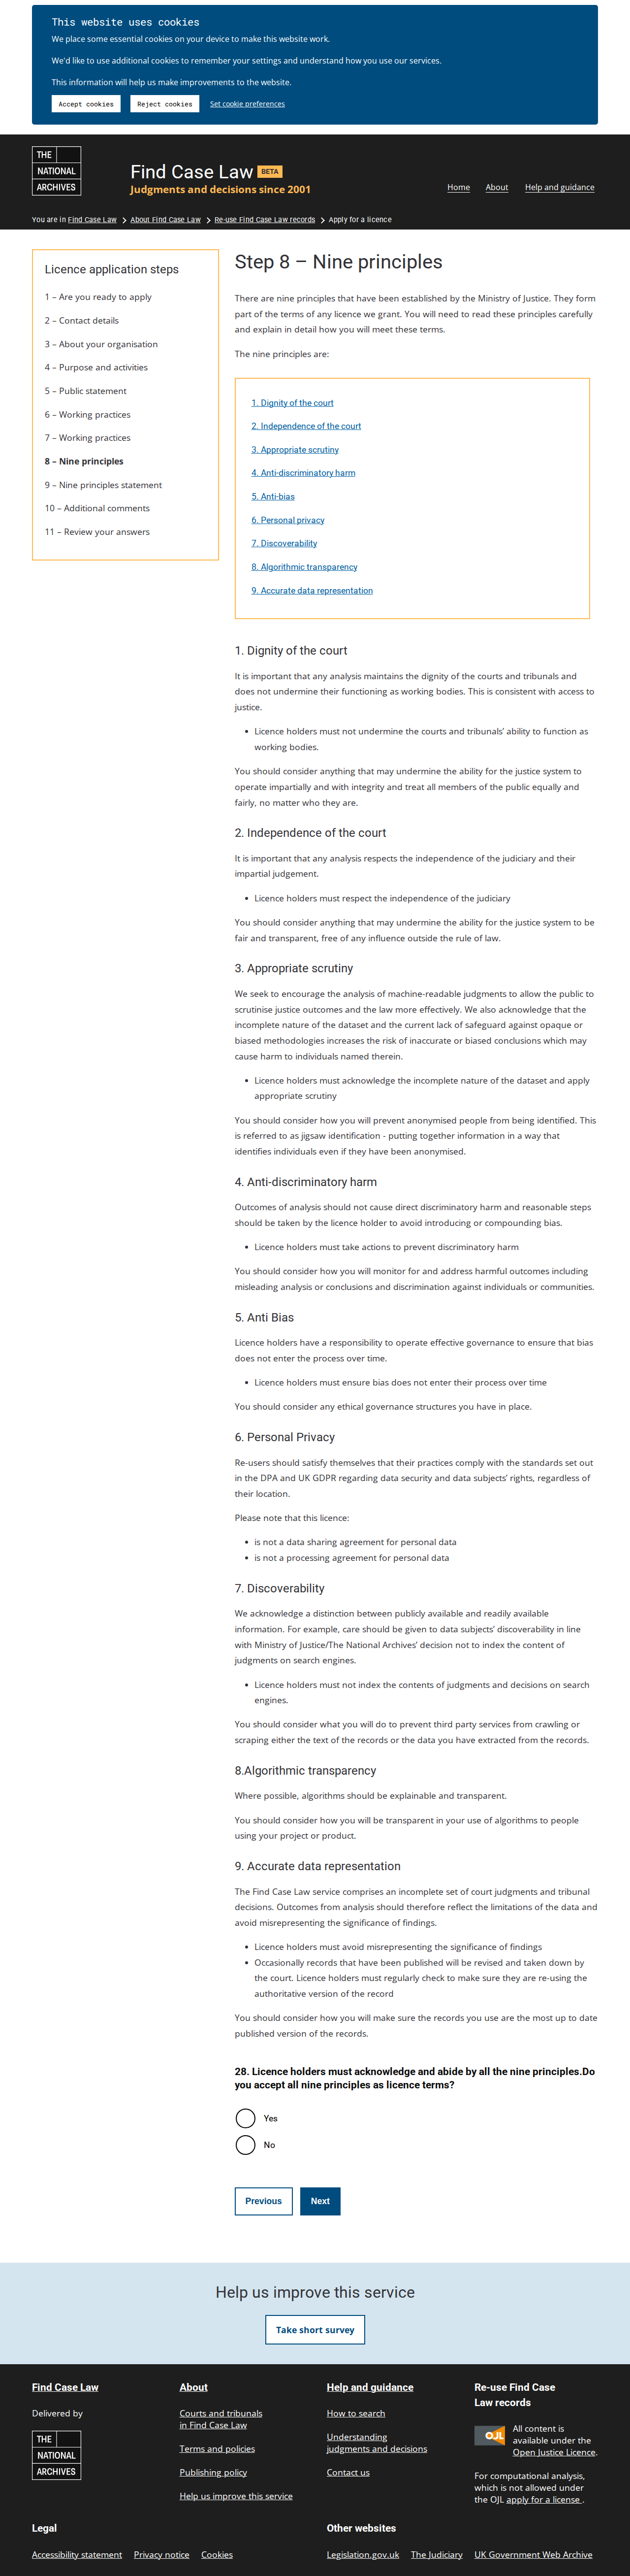 This website uses cookies
We place some essential cookies on your device to make this website work.
We'd like to use additional cookies to remember your settings and understand how you use our services.
This information will help us make improvements to the website.
Accept cookies
Reject cookies
Set cookie preferences
THE
NATIONAL
ARCHIVES
Find Case Law BETA
Judgments and decisions since 2001
Home
About
Help and guidance
You are in Find Case Law
About Find Case Law
Re-use Find Case Law records
Apply for a licence
Licence application steps
1 – Are you ready to apply
2 – Contact details
3 – About your organisation
4 – Purpose and activities
5 – Public statement
6 – Working practices
7 – Working practices
8 – Nine principles
9 – Nine principles statement
10 – Additional comments
11 – Review your answers
Step 8 – Nine principles
There are nine principles that have been established by the Ministry of Justice. They form
part of the terms of any licence we grant. You will need to read these principles carefully
and explain in detail how you will meet these terms.
The nine principles are:
1. Dignity of the court
2. Independence of the court
3. Appropriate scrutiny
4. Anti-discriminatory harm
5. Anti-bias
6. Personal privacy
7. Discoverability
8. Algorithmic transparency
9. Accurate data representation
1. Dignity of the court
It is important that any analysis maintains the dignity of the courts and tribunals and
does not undermine their functioning as working bodies. This is consistent with access to
justice.
• Licence holders must not undermine the courts and tribunals’ ability to function as
working bodies.
You should consider anything that may undermine the ability for the justice system to
operate impartially and with integrity and treat all members of the public equally and
fairly, no matter who they are.
2. Independence of the court
It is important that any analysis respects the independence of the judiciary and their
impartial judgement.
• Licence holders must respect the independence of the judiciary
You should consider anything that may undermine the ability for the justice system to be
fair and transparent, free of any influence outside the rule of law.
3. Appropriate scrutiny
We seek to encourage the analysis of machine-readable judgments to allow the public to
scrutinise justice outcomes and the law more effectively. We also acknowledge that the
incomplete nature of the dataset and the current lack of safeguard against opaque or
biased methodologies increases the risk of inaccurate or biased conclusions which may
cause harm to individuals named therein.
• Licence holders must acknowledge the incomplete nature of the dataset and apply
appropriate scrutiny
You should consider how you will prevent anonymised people from being identified. This
is referred to as jigsaw identification - putting together information in a way that
identifies individuals even if they have been anonymised.
4. Anti-discriminatory harm
Outcomes of analysis should not cause direct discriminatory harm and reasonable steps
should be taken by the licence holder to avoid introducing or compounding bias.
• Licence holders must take actions to prevent discriminatory harm
You should consider how you will monitor for and address harmful outcomes including
misleading analysis or conclusions and discrimination against individuals or communities.
5. Anti Bias
Licence holders have a responsibility to operate effective governance to ensure that bias
does not enter the process over time.
• Licence holders must ensure bias does not enter their process over time
You should consider any ethical governance structures you have in place.
6. Personal Privacy
Re-users should satisfy themselves that their practices comply with the standards set out
in the DPA and UK GDPR regarding data security and data subjects’ rights, regardless of
their location.
Please note that this licence:
• is not a data sharing agreement for personal data
• is not a processing agreement for personal data
7. Discoverability
We acknowledge a distinction between publicly available and readily available
information. For example, care should be given to data subjects’ discoverability in line
with Ministry of Justice/The National Archives’ decision not to index the content of
judgments on search engines.
• Licence holders must not index the contents of judgments and decisions on search
engines.
You should consider what you will do to prevent third party services from crawling or
scraping either the text of the records or the data you have extracted from the records.
8.Algorithmic transparency
Where possible, algorithms should be explainable and transparent.
You should consider how you will be transparent in your use of algorithms to people
using your project or product.
9. Accurate data representation
The Find Case Law service comprises an incomplete set of court judgments and tribunal
decisions. Outcomes from analysis should therefore reflect the limitations of the data and
avoid misrepresenting the significance of findings.
• Licence holders must avoid misrepresenting the significance of findings
• Occasionally records that have been published will be revised and taken down by
the court. Licence holders must regularly check to make sure they are re-using the
authoritative version of the record
You should consider how you will make sure the records you use are the most up to date
published version of the records.
28. Licence holders must acknowledge and abide by all the nine principles.Do
you accept all nine principles as licence terms?
Yes
No
Previous
Next
Help us improve this service
Take short survey
Find Case Law
Delivered by
THE
NATIONAL
ARCHIVES
About
Courts and tribunals
in Find Case Law
Terms and policies
Publishing policy
Help us improve this service
Help and guidance
How to search
Understanding
judgments and decisions
Contact us
Re-use Find Case
Law records
OJL
All content is
available under the
Open Justice Licence.
For computational analysis,
which is not allowed under
the OJL apply for a license .
Legal
Accessibility statement
Privacy notice
Cookies
Other websites
Legislation.gov.uk
The Judiciary
UK Government Web Archive